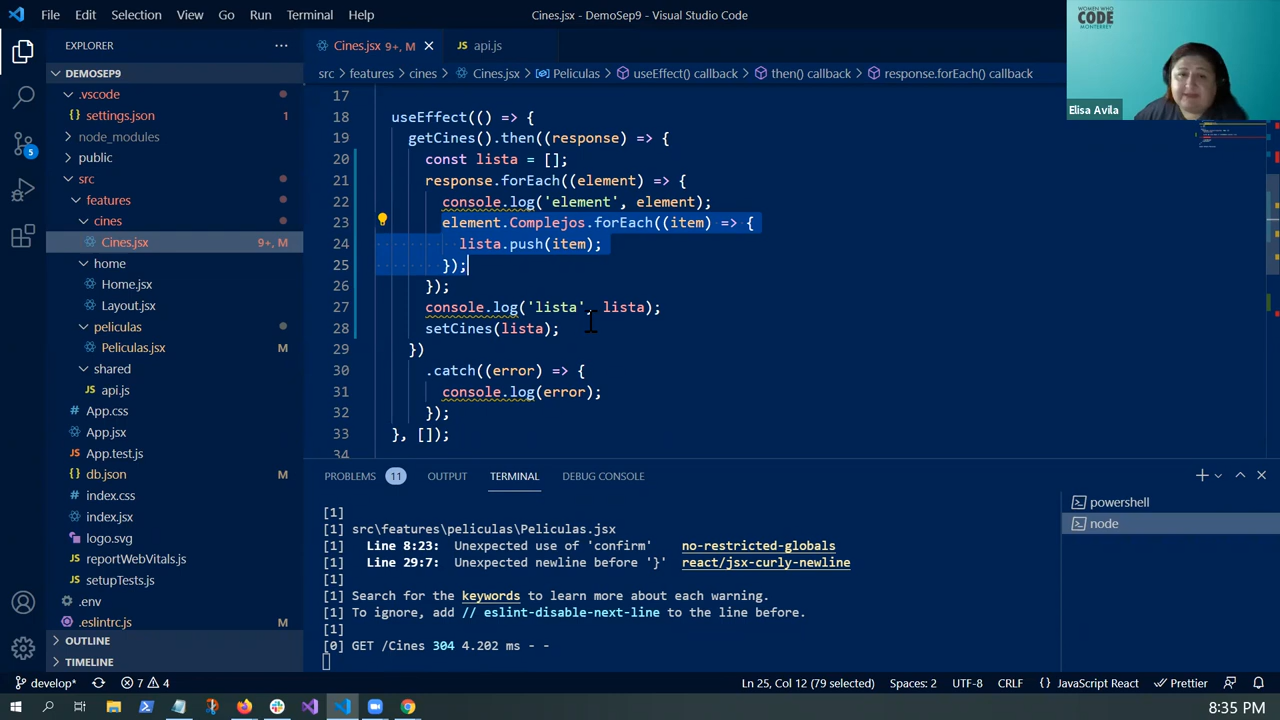 File Edit Selection View Go Run Terminal Help
Cines.jsx - DemoSep9 - Visual Studio Code
WOMEN WHO
CODE
MONTERREY
Elisa Avila
EXPLORER
DEMOSEP9
.vscode
settings.json 1
node_modules
public
src
features
cines
Cines.jsx 9+, M
home
Home.jsx
Layout.jsx
peliculas
Peliculas.jsx M
shared
api.js
App.css
App.jsx
App.test.js
db.json M
index.css
index.jsx
logo.svg
reportWebVitals.js
setupTests.js
.env
.eslintrc.js M
OUTLINE
TIMELINE
5
Cines.jsx 9+, M
api.js
src > features > cines > Cines.jsx > Peliculas > useEffect() callback > then() callback > response.forEach() callback
17
18 useEffect(() => {
19 getCines().then((response) => {
20 const lista = [];
21 response.forEach((element) => {
22 console.log('element', element);
23 element.Complejos.forEach((item) => {
24 lista.push(item);
25 });
26 });
27 console.log('lista', lista);
28 setCines(lista);
29 })
30 .catch((error) => {
31 console.log(error);
32 });
33 }, []);
34
PROBLEMS 11 OUTPUT TERMINAL DEBUG CONSOLE
[1]
[1] src\features\peliculas\Peliculas.jsx
[1] Line 8:23: Unexpected use of 'confirm' no-restricted-globals
[1] Line 29:7: Unexpected newline before '}' react/jsx-curly-newline
[1]
[1] Search for the keywords to learn more about each warning.
[1] To ignore, add // eslint-disable-next-line to the line before.
[1]
[0] GET /Cines 304 4.202 ms - -
powershell
node
develop* 7 4 Ln 25, Col 12 (79 selected) Spaces: 2 UTF-8 CRLF JavaScript React Prettier
8:35 PM